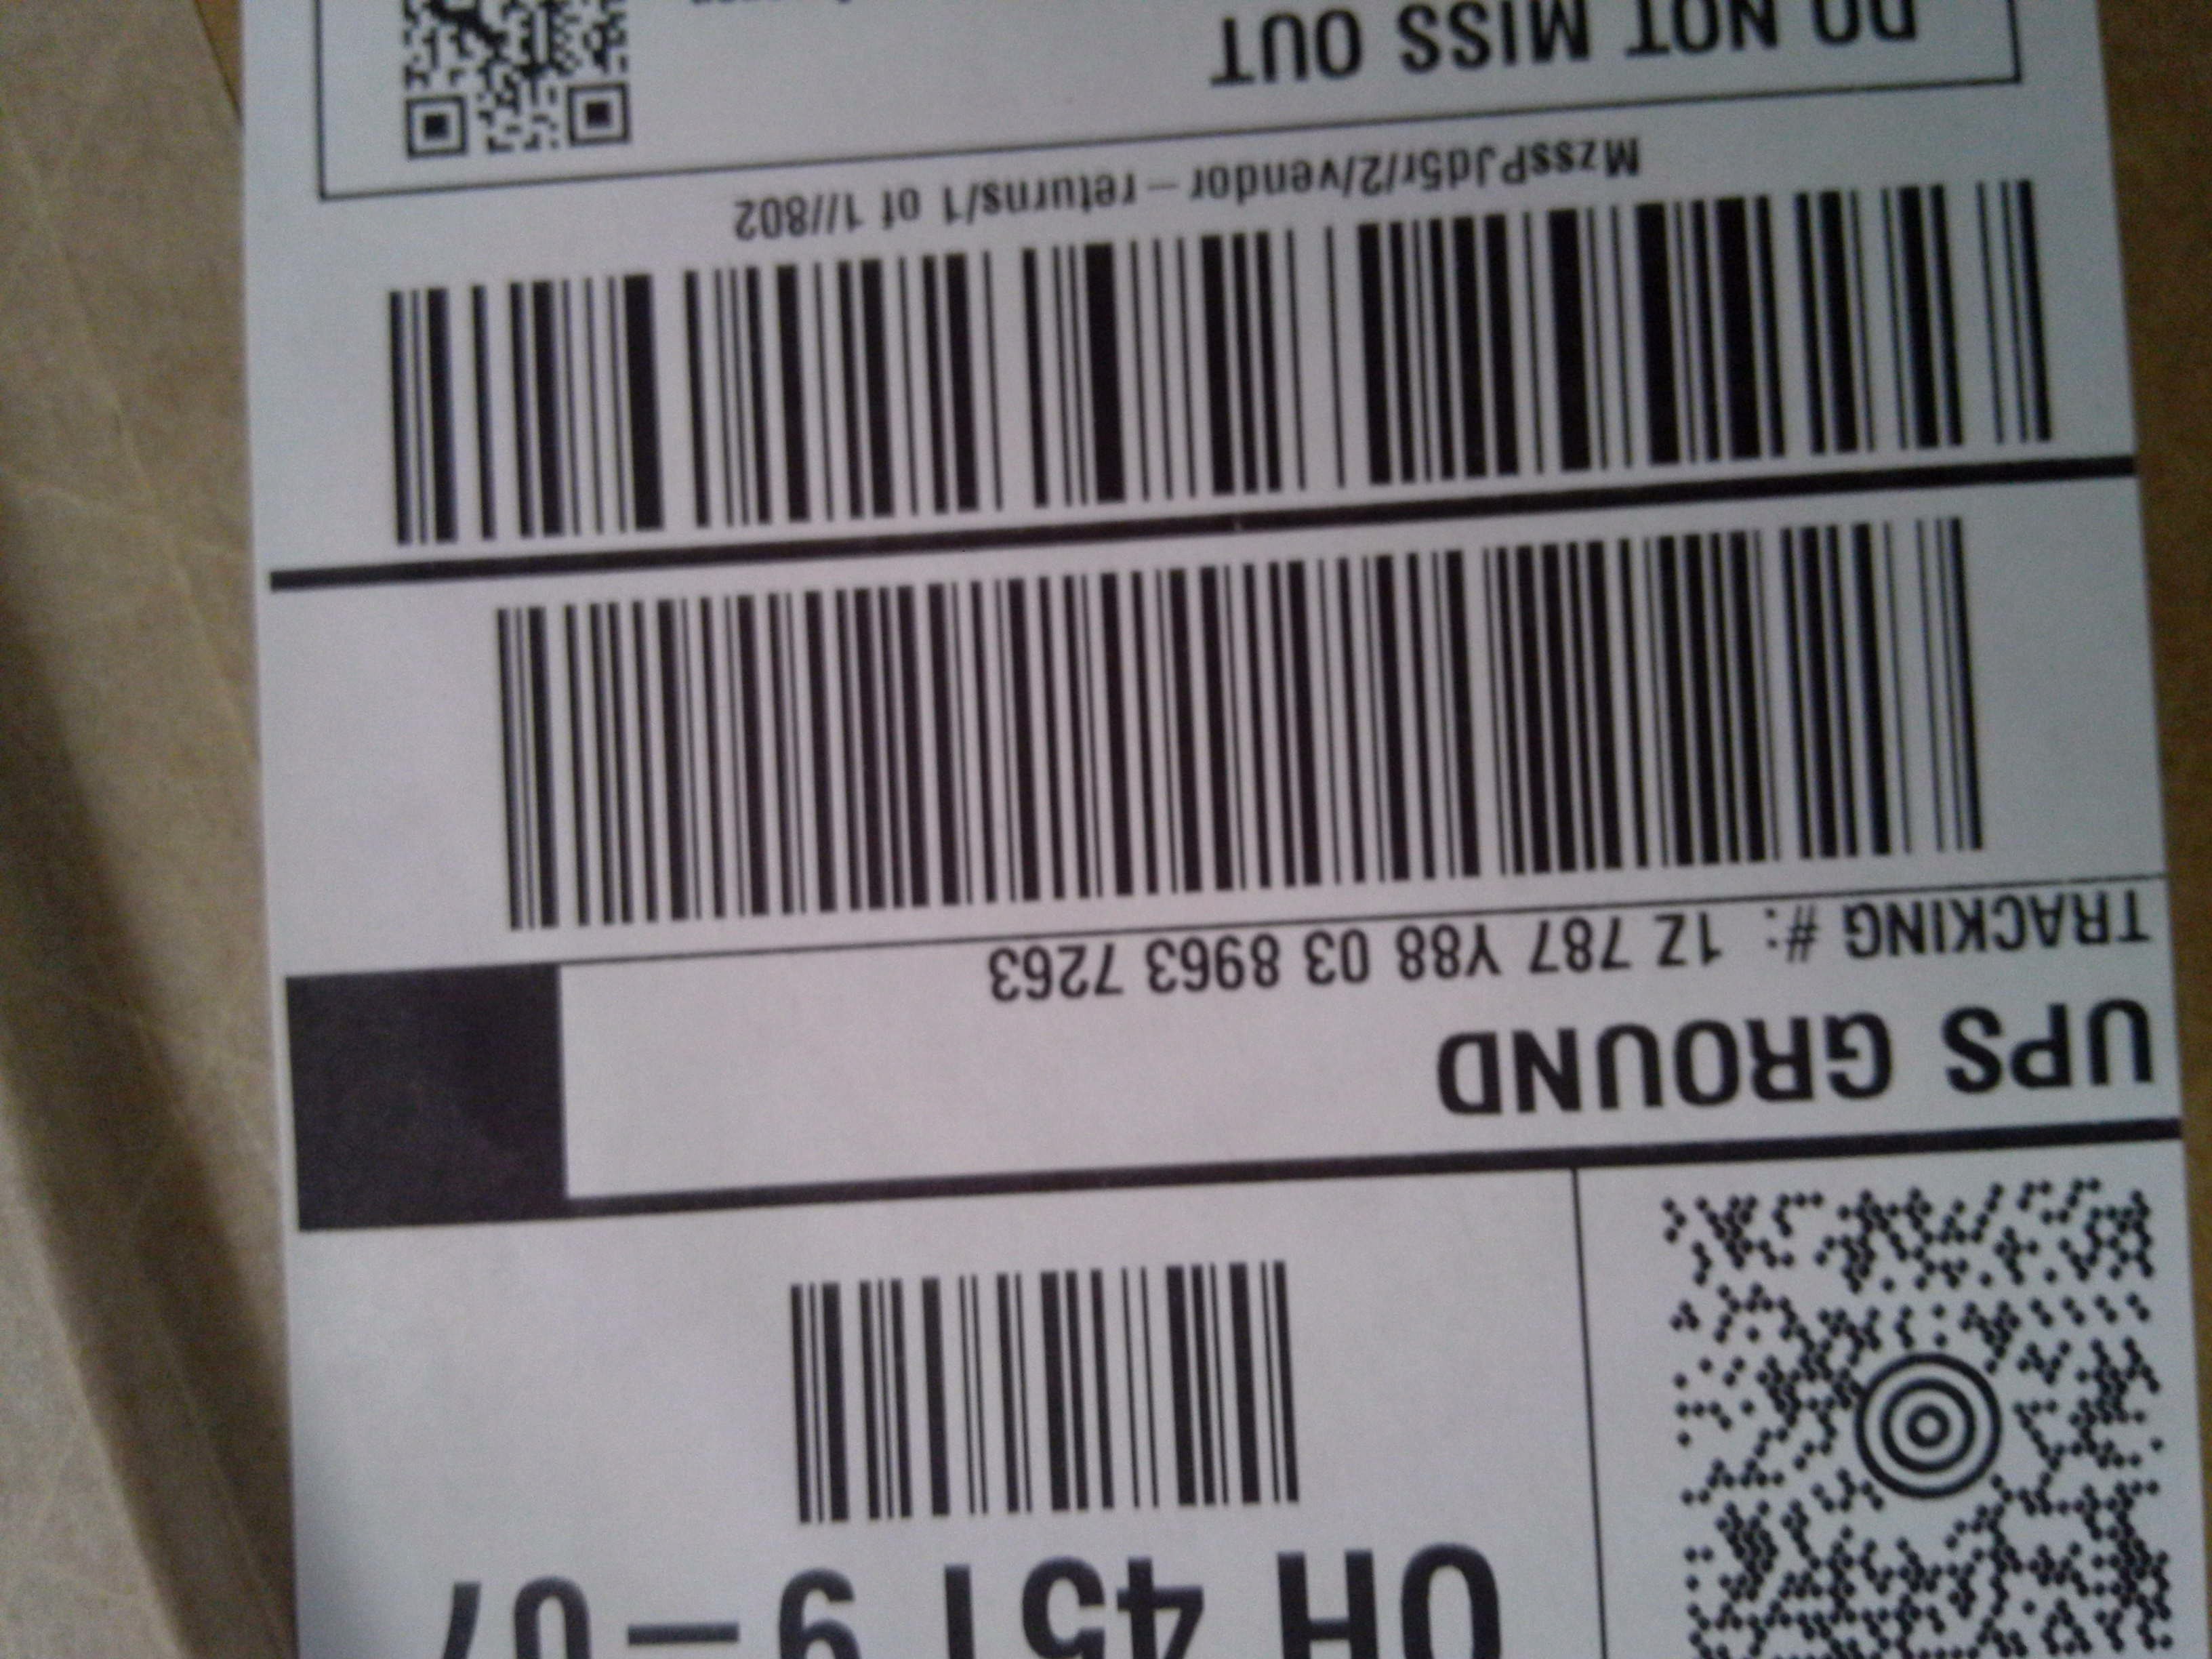 OH 451 9-07
UPS GROUND
TRACKING #: 1Z 787 Y88 03 8963 7263
MzssPJd5r/2/vendor-returns/1 of 1//802
DO NOT MISS OUT